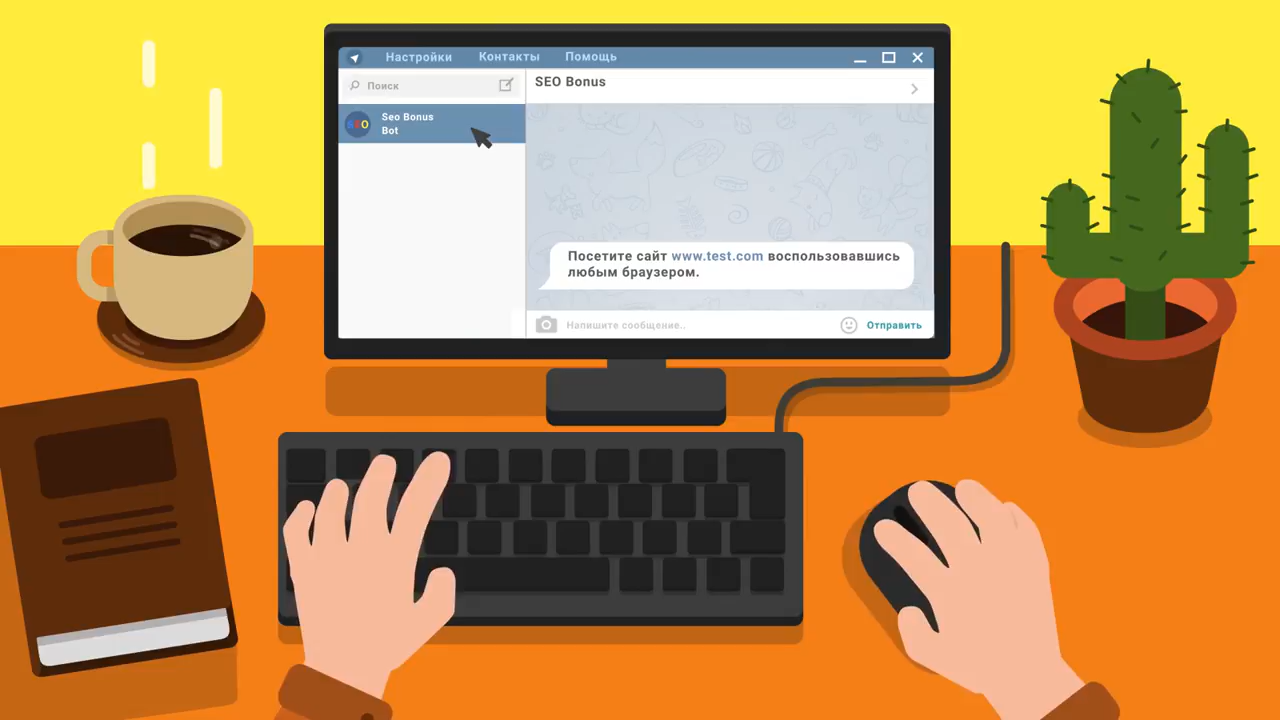 Настройки Контакты Помощь
Поиск
SEO Bonus
SEO
Seo Bonus
Bot
Посетите сайт www.test.com воспользовавшись
любым браузером.
Напишите сообщение..
Отправить